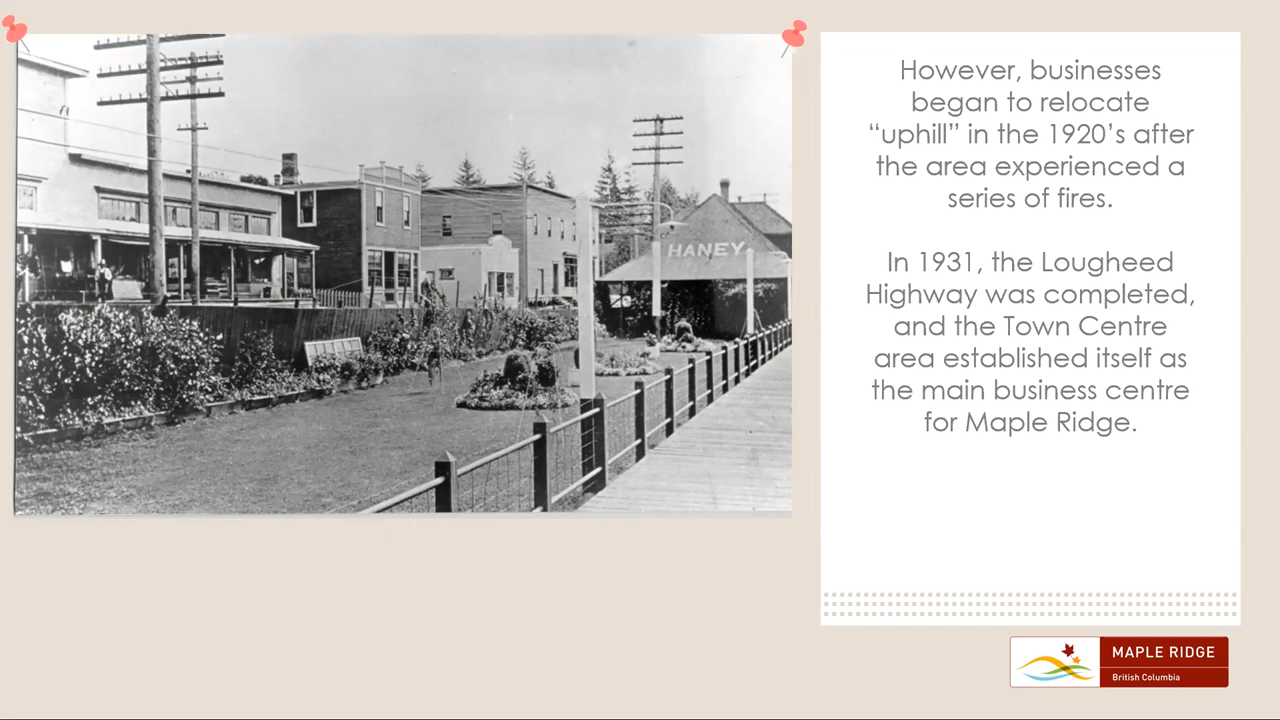 HANEY
However, businesses
began to relocate
“uphill” in the 1920’s after
the area experienced a
series of fires.
In 1931, the Lougheed
Highway was completed,
and the Town Centre
area established itself as
the main business centre
for Maple Ridge.
MAPLE RIDGE
British Columbia